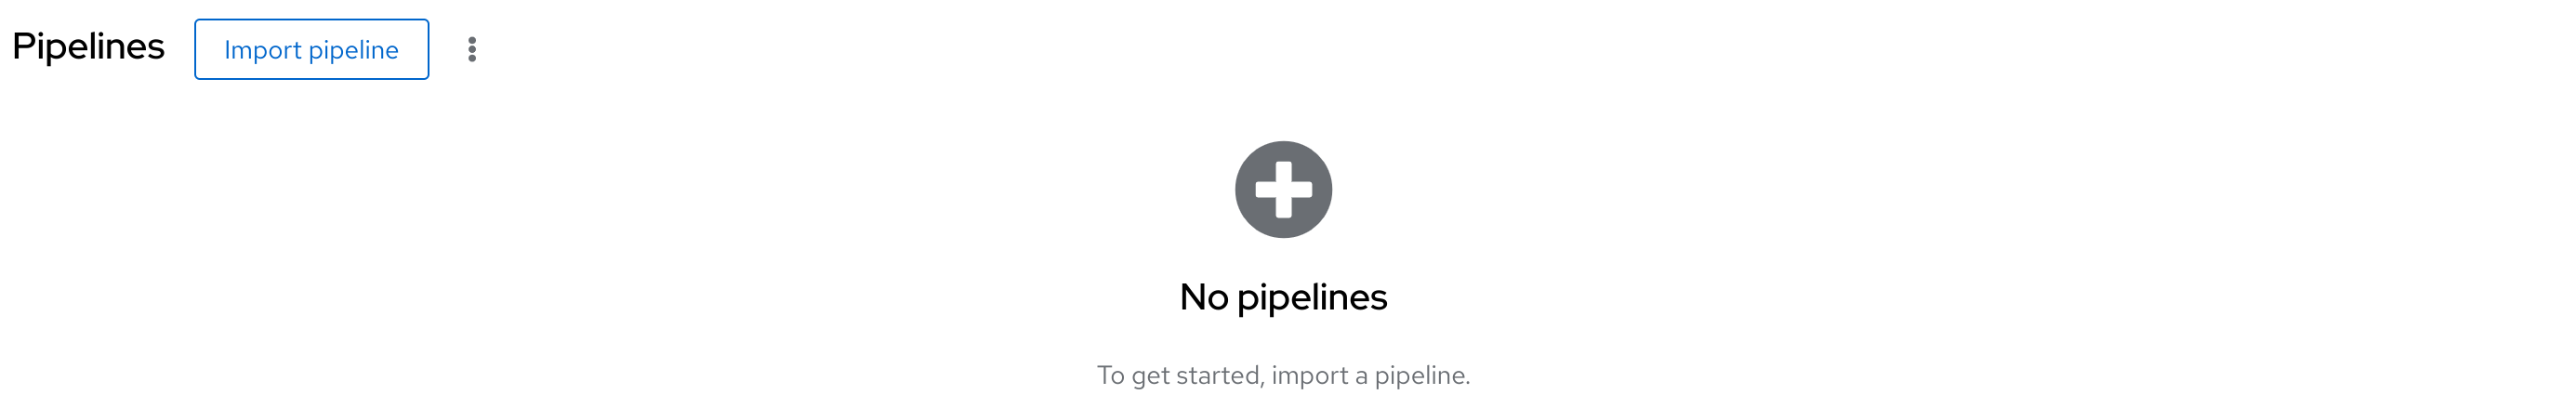 Pipelines
Import pipeline
No pipelines
To get started, import a pipeline.